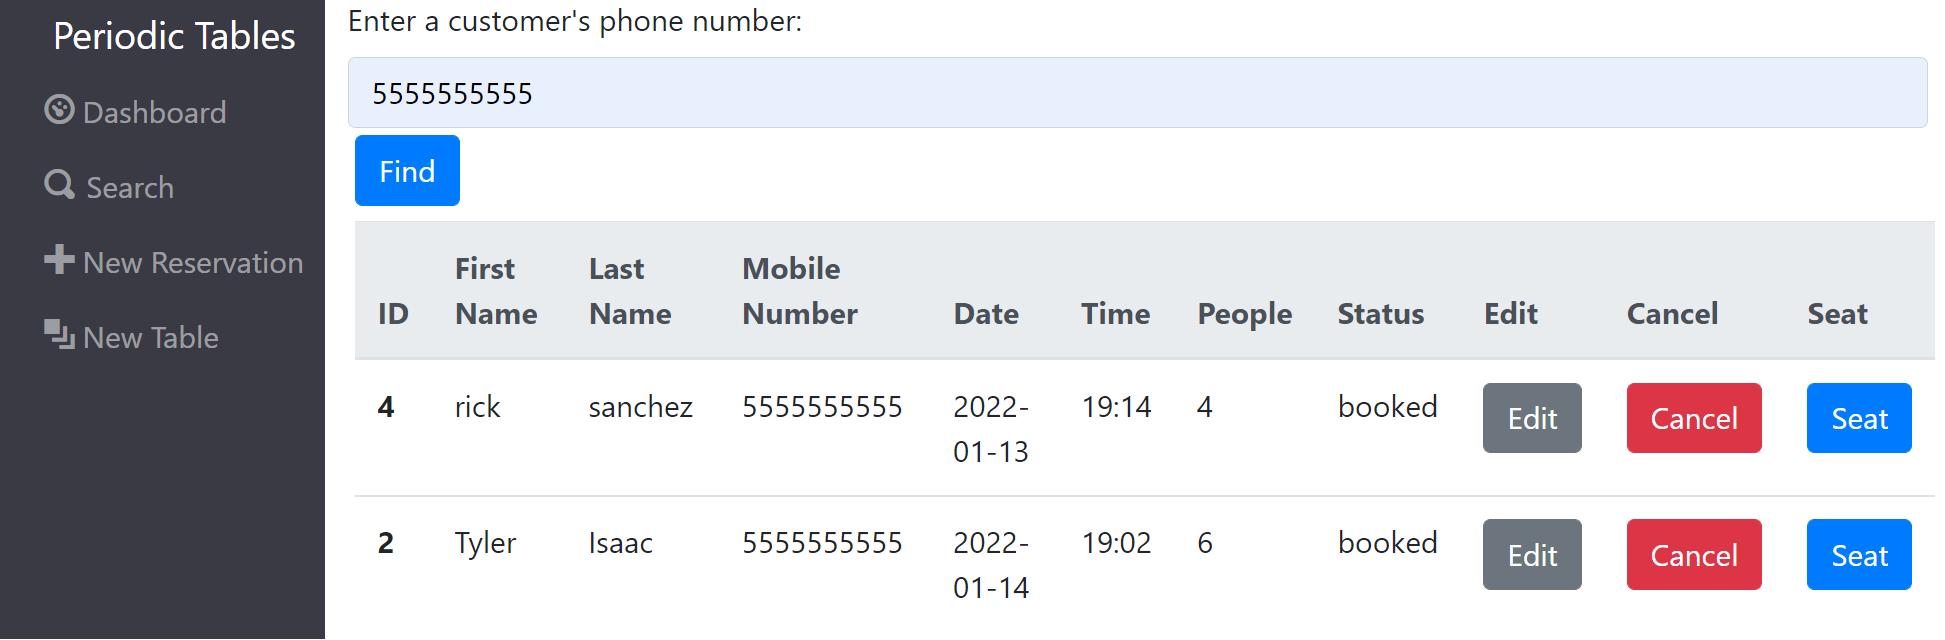 Periodic Tables
Dashboard
Search
New Reservation
New Table
Enter a customer's phone number:
5555555555
Find
ID First Name Last Name Mobile Number Date Time People Status Edit Cancel Seat
4 rick sanchez 5555555555 2022-01-13 19:14 4 booked Edit Cancel Seat
2 Tyler Isaac 5555555555 2022-01-14 19:02 6 booked Edit Cancel Seat